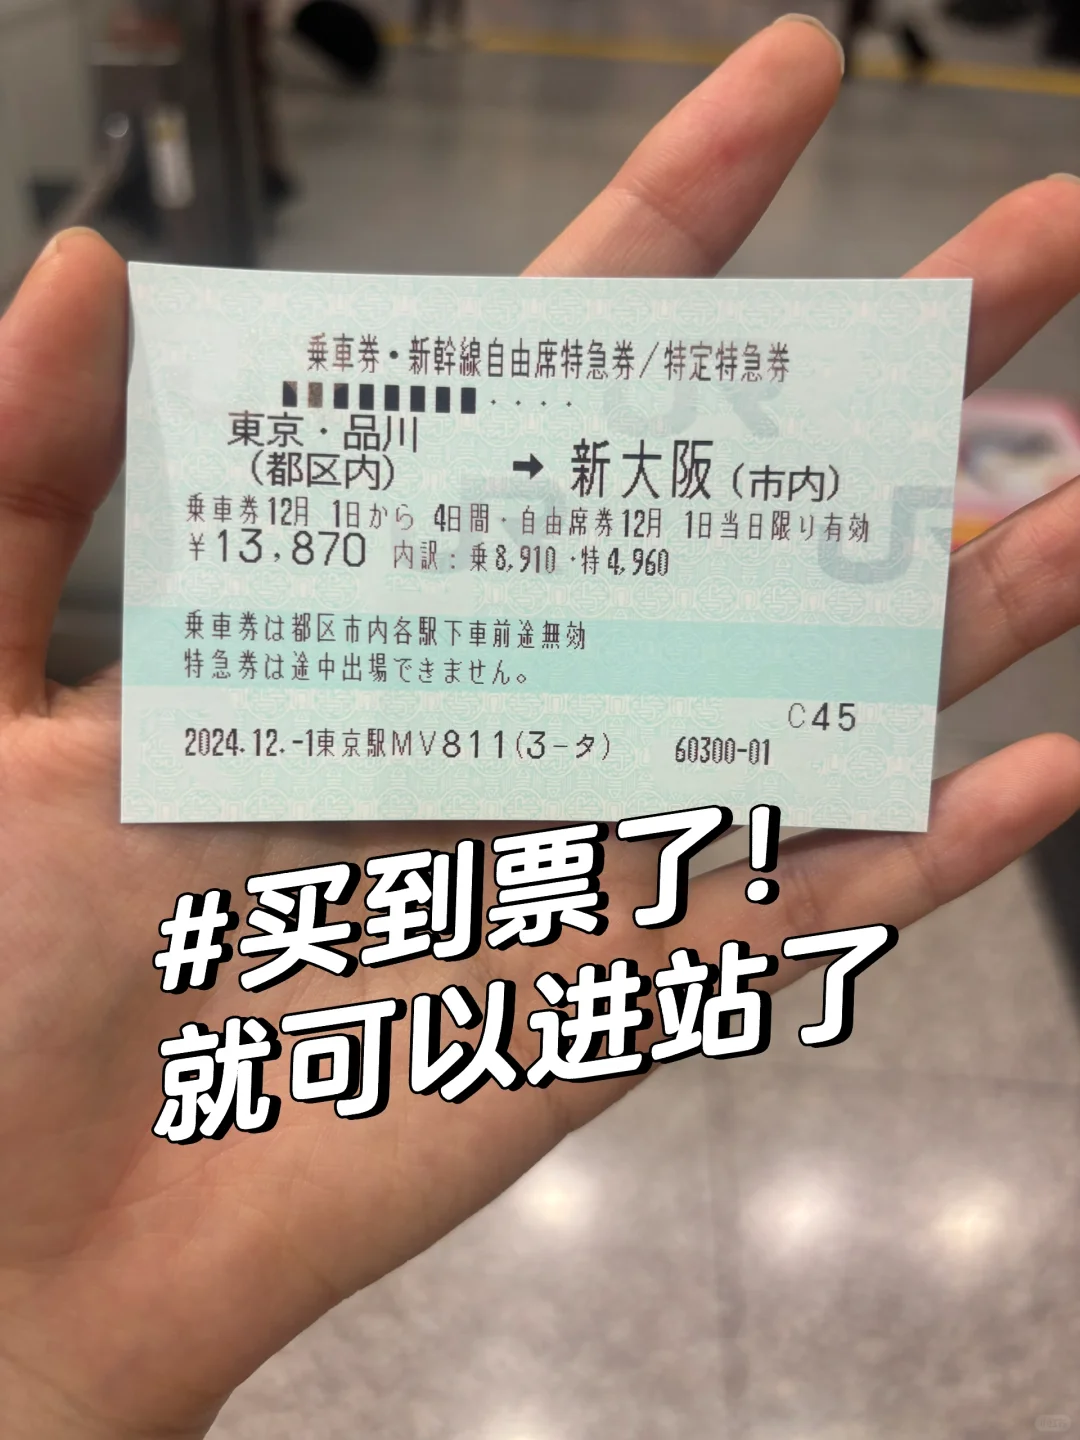 乗車券・新幹線自由席特急券/特定特急券
東京・品川
(都区内)
➡ 新大阪(市内)
乗車券12月 1日から 4日間・自由席券12月 1日当日限り有効
¥13,870 内訳:乗8,910・特4,960
乗車券は都区市内各駅下車前途無効
特急券は途中出場できません。
C45
2024.12.-1東京駅MV811(3-タ) 60300-01
#买到票了!
就可以进站了